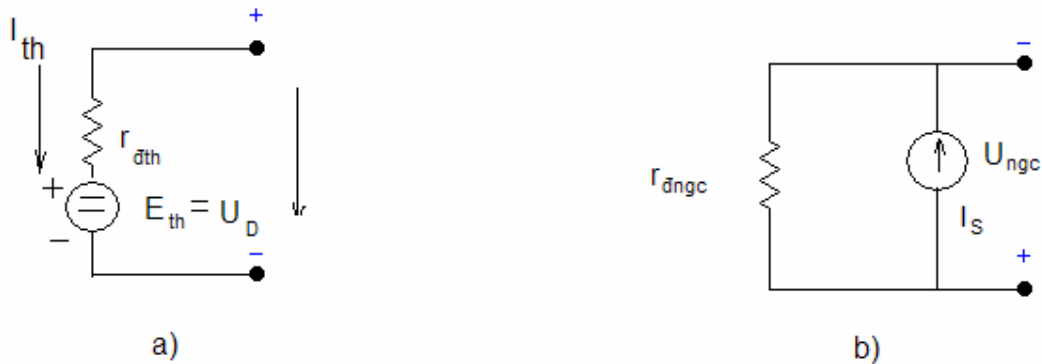 +
I th
r đth
+
E th = U D
−
−
a)
−
r đngc
U ngc
I S
+
b)